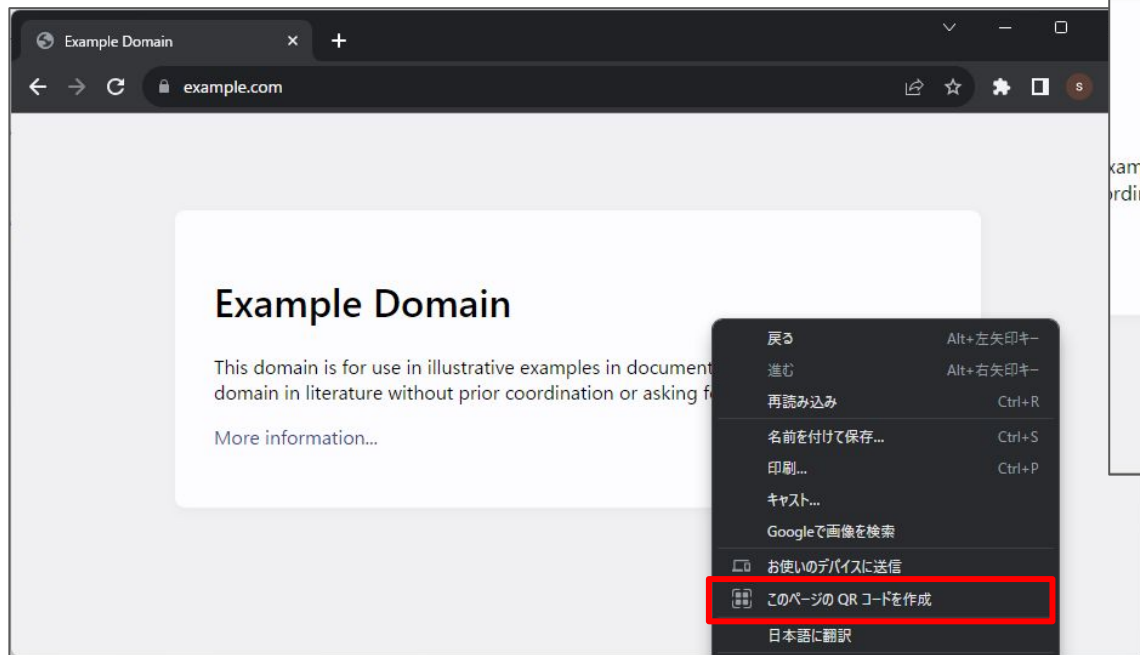 Example Domain
example.com
S
Example Domain
This domain is for use in illustrative examples in document
domain in literature without prior coordination or asking f
More information...
戻る Alt+左矢印キー
進む Alt+右矢印キー
再読み込み Ctrl+R
名前を付けて保存... Ctrl+S
印刷... Ctrl+P
キャスト...
Googleで画像を検索
お使いのデバイスに送信
このページの QR コードを作成
日本語に翻訳